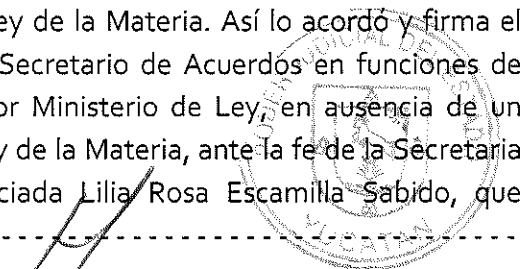 ey de la Materia. Así lo acordó y firma el
Secretario de Acuerdos en funciones de
or Ministerio de Ley, en ausencia de un
y de la Materia, ante la fe de la Secretaria
ciada Lilia Rosa Escamilla Sabido, que
YUCATÁN